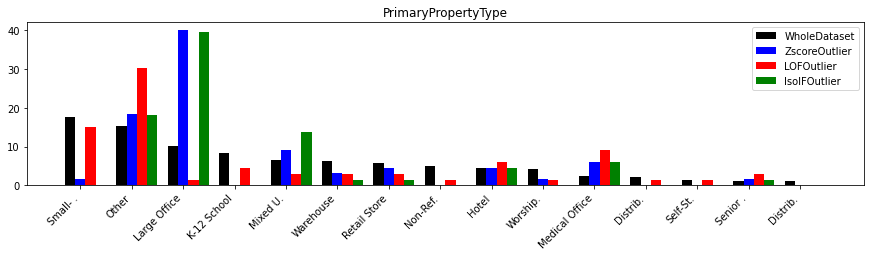 PrimaryPropertyType
WholeDataset
ZscoreOutlier
LOFOutlier
IsolFOutlier
40
30
20
10
0
Small- .
Other
Large Office
K-12 School
Mixed U.
Warehouse
Retail Store
Non-Ref.
Hotel
Worship.
Medical Office
Distrib.
Self-St.
Senior .
Distrib.